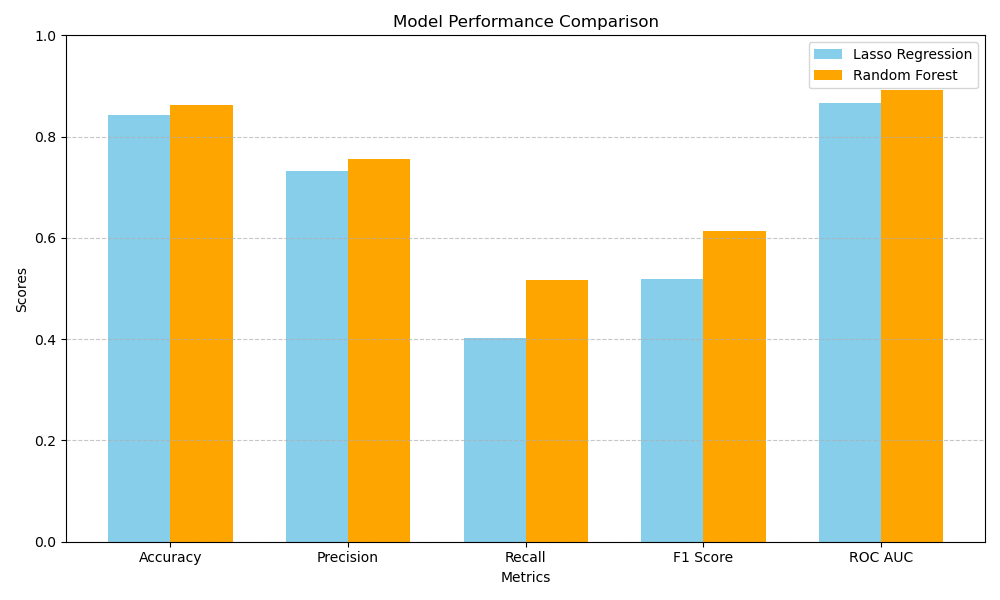 Model Performance Comparison
Lasso Regression
Random Forest
Scores
1.0
0.8
0.6
0.4
0.2
0.0
Accuracy Precision Recall F1 Score ROC AUC
Metrics